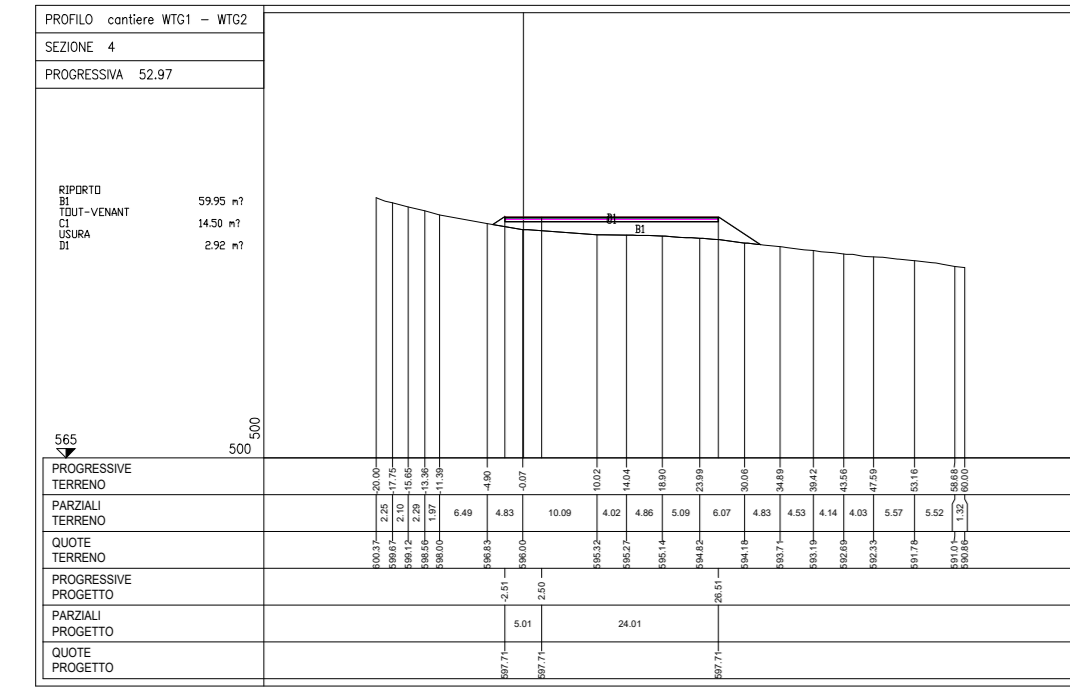 PROFILO cantiere WTG1 – WTG2
SEZIONE 4
PROGRESSIVA 52.97
RIPORTO
B1 59.95 m?
TOUT-VENANT
C1 14.50 m?
USURA
D1 2.92 m?
D1
B1
565
500
500
PROGRESSIVE TERRENO
-20.00 -17.75 -15.65 -13.36 -11.39 -4.90 -0.07 10.02 14.04 18.90 23.99 30.06 34.89 39.42 43.56 47.59 53.16 58.68 60.00
PARZIALI TERRENO
2.25 2.10 2.29 1.97 6.49 4.83 10.09 4.02 4.86 5.09 6.07 4.83 4.53 4.14 4.03 5.57 5.52 1.32
QUOTE TERRENO
600.37 599.67 599.12 598.56 598.00 596.83 596.00 595.32 595.27 595.14 594.82 594.18 593.71 593.19 592.69 592.33 591.78 591.01 590.86
PROGRESSIVE PROGETTO
-2.51 2.50 26.51
PARZIALI PROGETTO
5.01 24.01
QUOTE PROGETTO
597.71 597.71 597.71